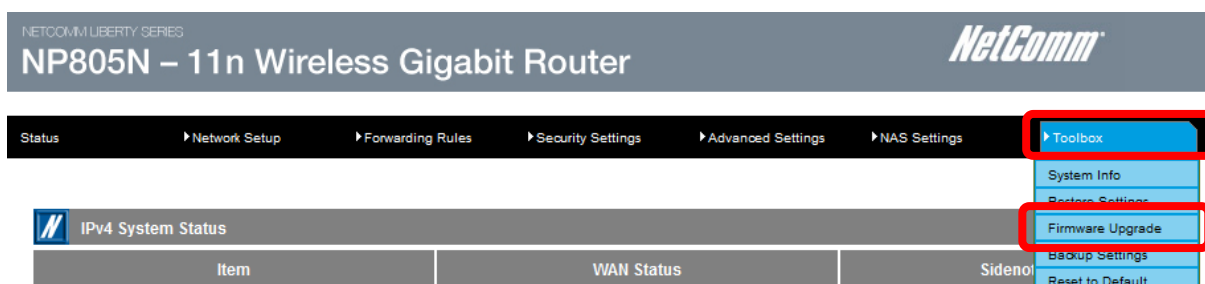 NETCOMM LIBERTY SERIES
NP805N – 11n Wireless Gigabit Router
NetComm
Status Network Setup Forwarding Rules Security Settings Advanced Settings NAS Settings Toolbox
System Info
Restore Settings
Firmware Upgrade
Backup Settings
Reset to Default
IPv4 System Status
Item WAN Status